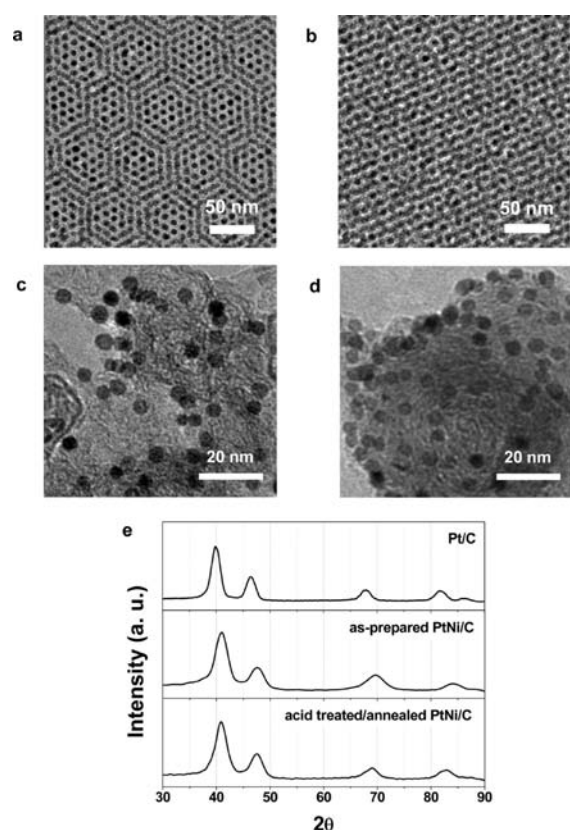 a
b
50 nm
50 nm
c
d
20 nm
20 nm
e
Pt/C
as-prepared PtNi/C
acid treated/annealed PtNi/C
Intensity (a. u.)
30 40 50 60 70 80 90
2θ